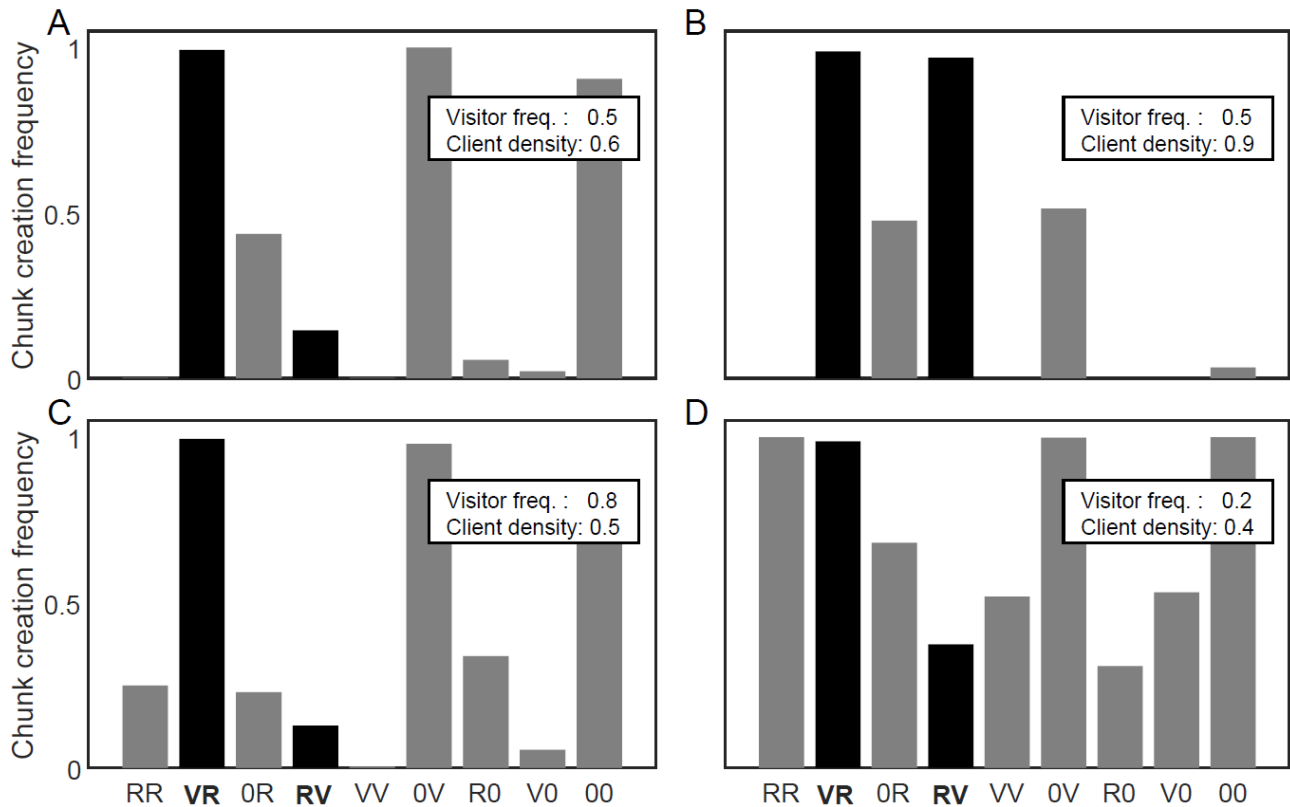 A
B
Chunk creation frequency
1
0.5
0
Visitor freq. : 0.5
Client density: 0.6
Visitor freq. : 0.5
Client density: 0.9
C
D
Chunk creation frequency
1
0.5
0
Visitor freq. : 0.8
Client density: 0.5
Visitor freq. : 0.2
Client density: 0.4
RR VR 0R RV VV 0V R0 V0 00
RR VR 0R RV VV 0V R0 V0 00